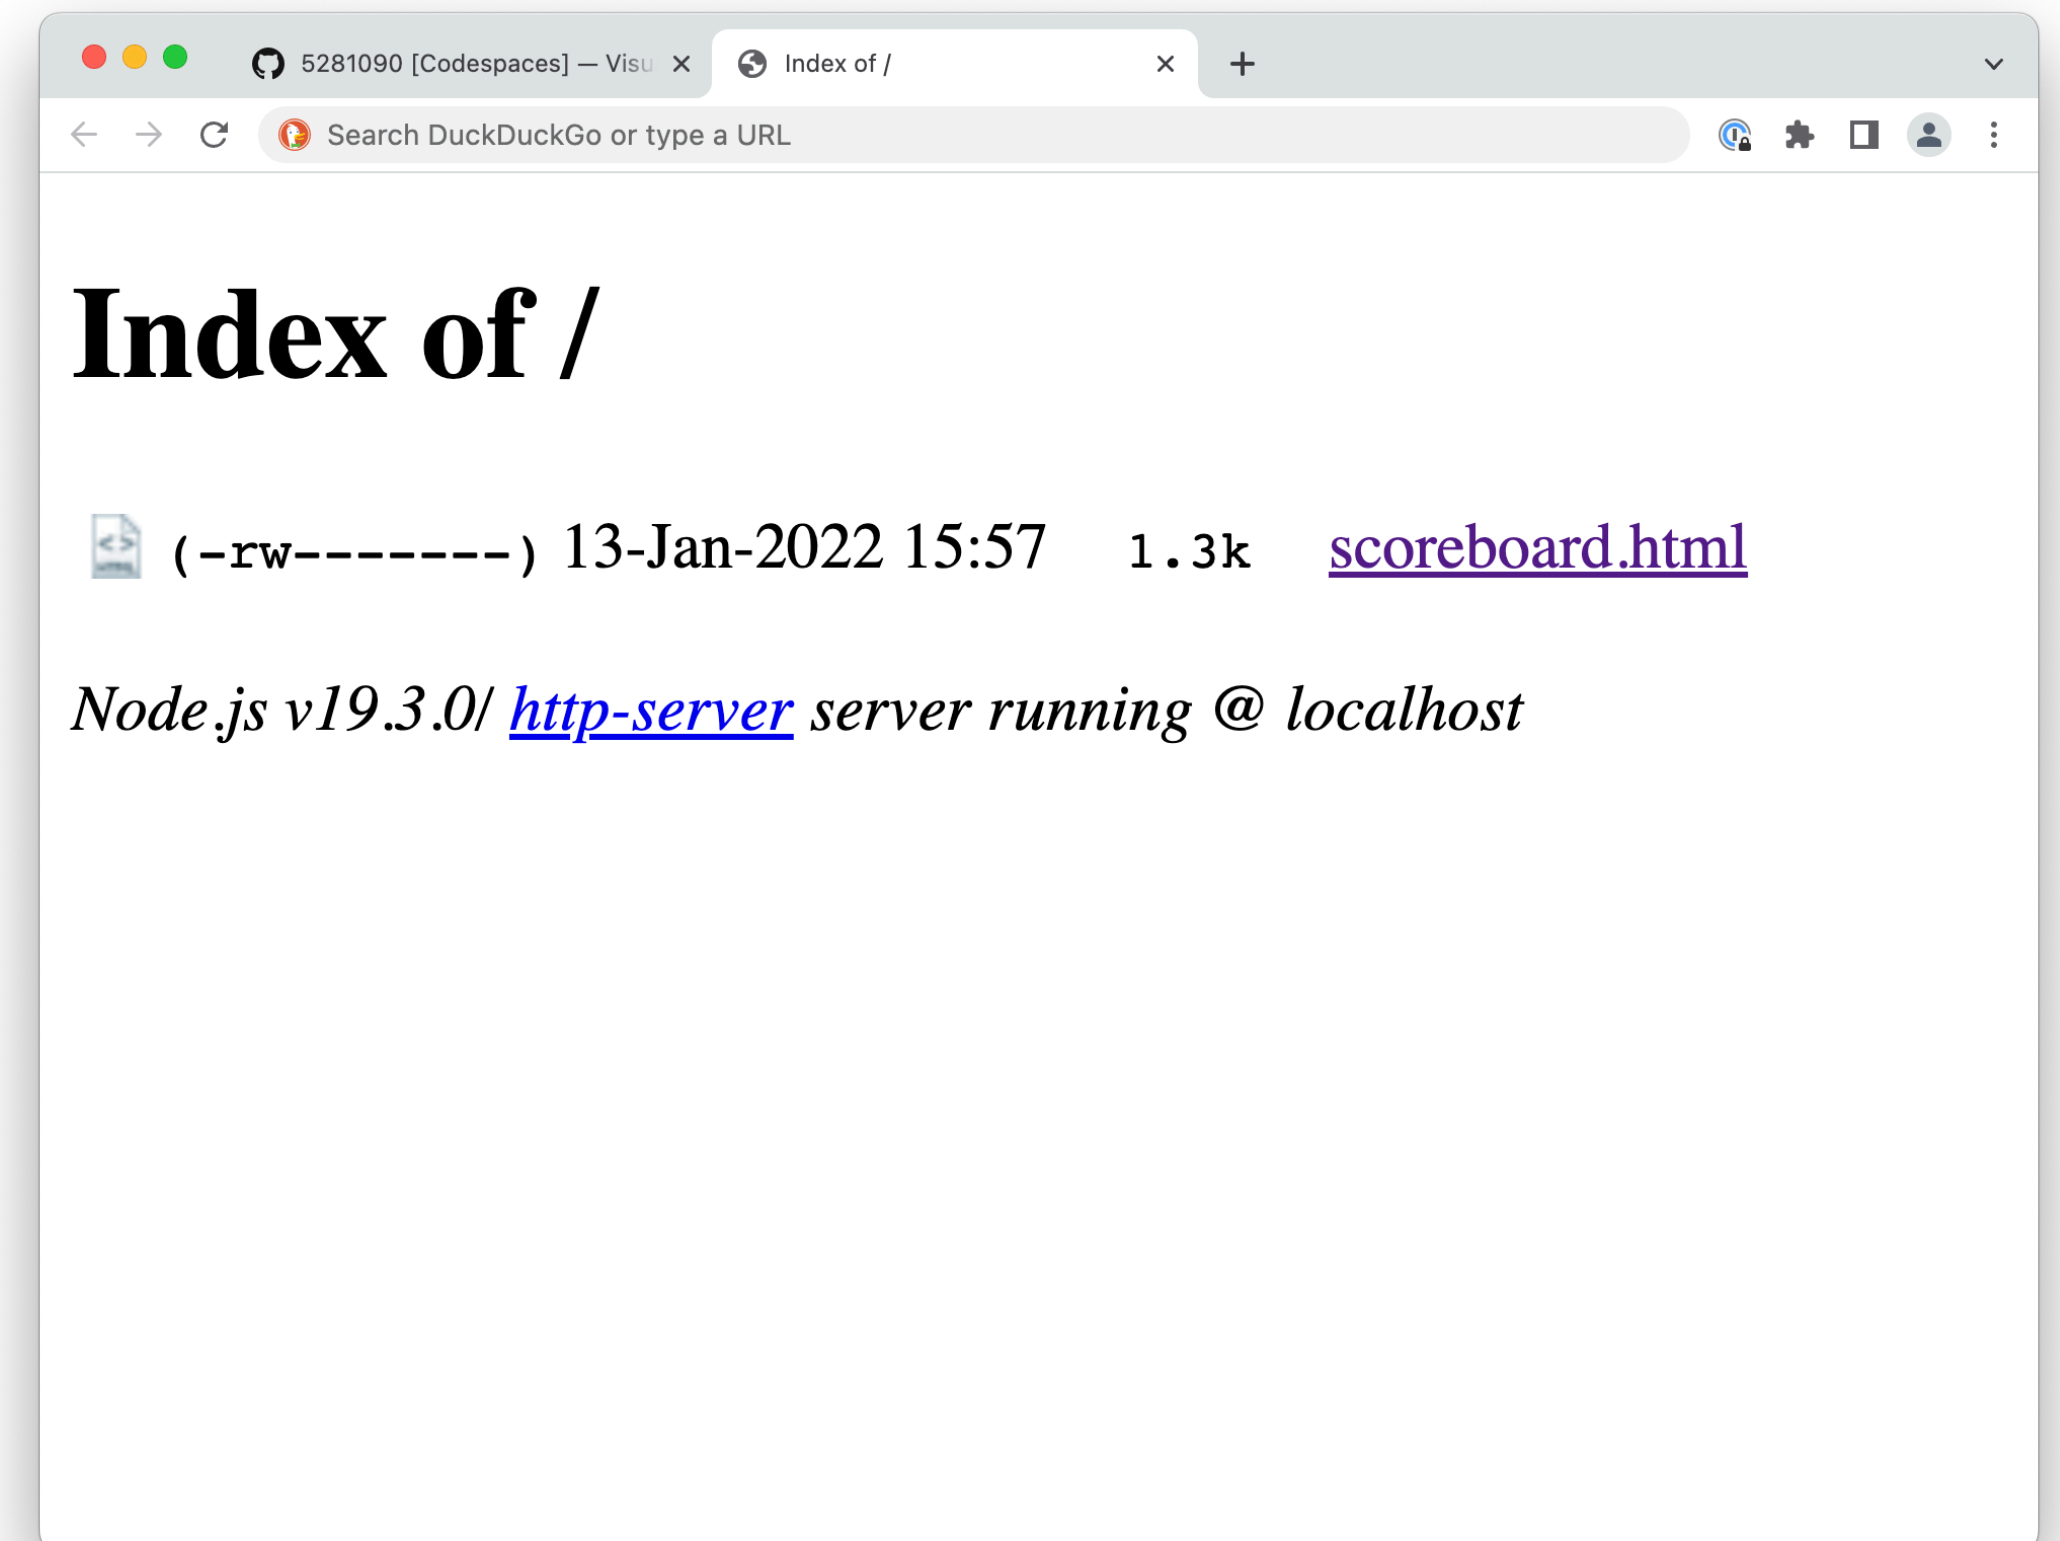 5281090 [Codespaces] — Visu
Index of /
Search DuckDuckGo or type a URL
Index of /
(-rw-------) 13-Jan-2022 15:57 1.3k scoreboard.html
Node.js v19.3.0/ http-server server running @ localhost